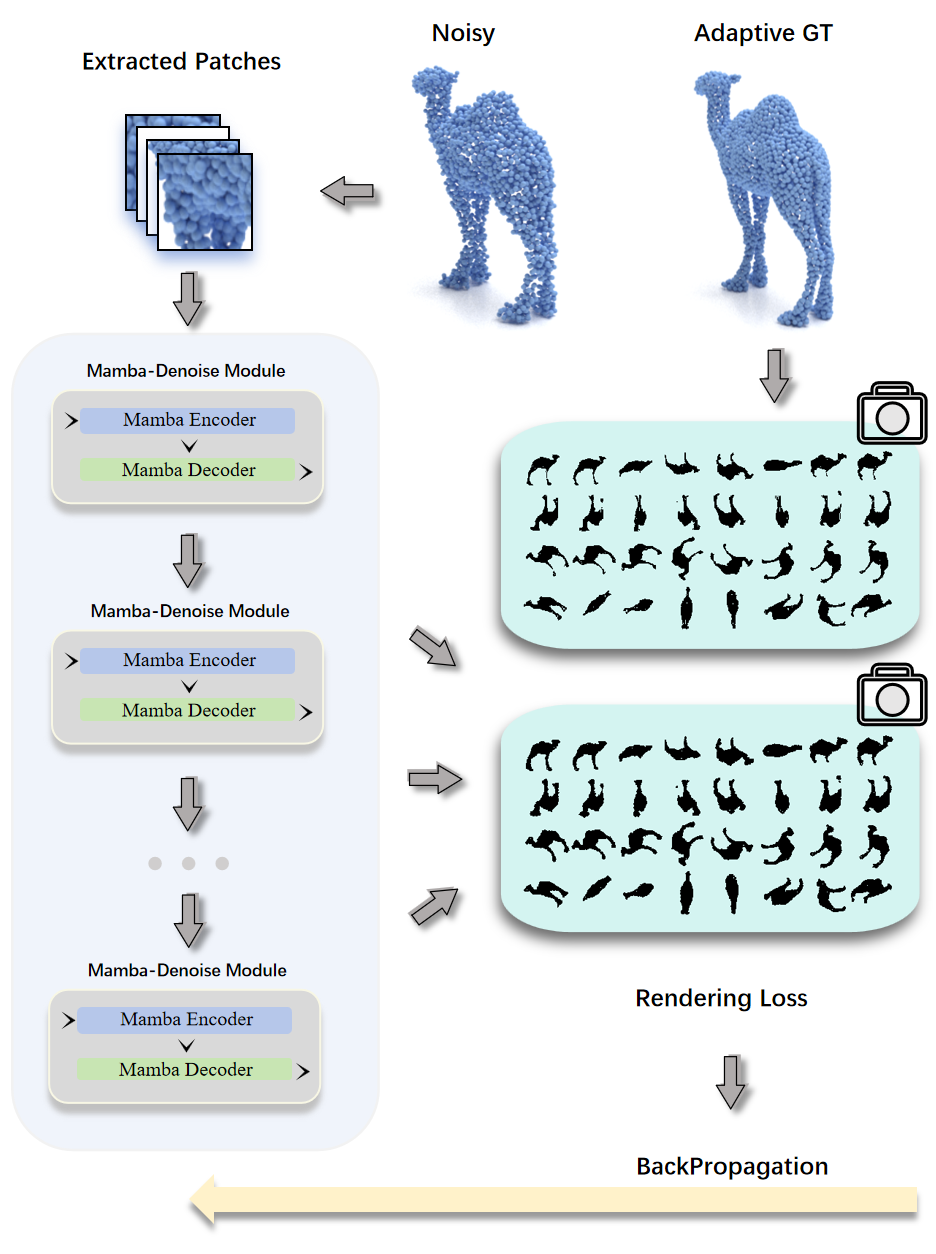 Noisy
Adaptive GT
Extracted Patches
Mamba-Denoise Module
Mamba Encoder
Mamba Decoder
Mamba-Denoise Module
Mamba Encoder
Mamba Decoder
Mamba-Denoise Module
Mamba Encoder
Mamba Decoder
Rendering Loss
BackPropagation